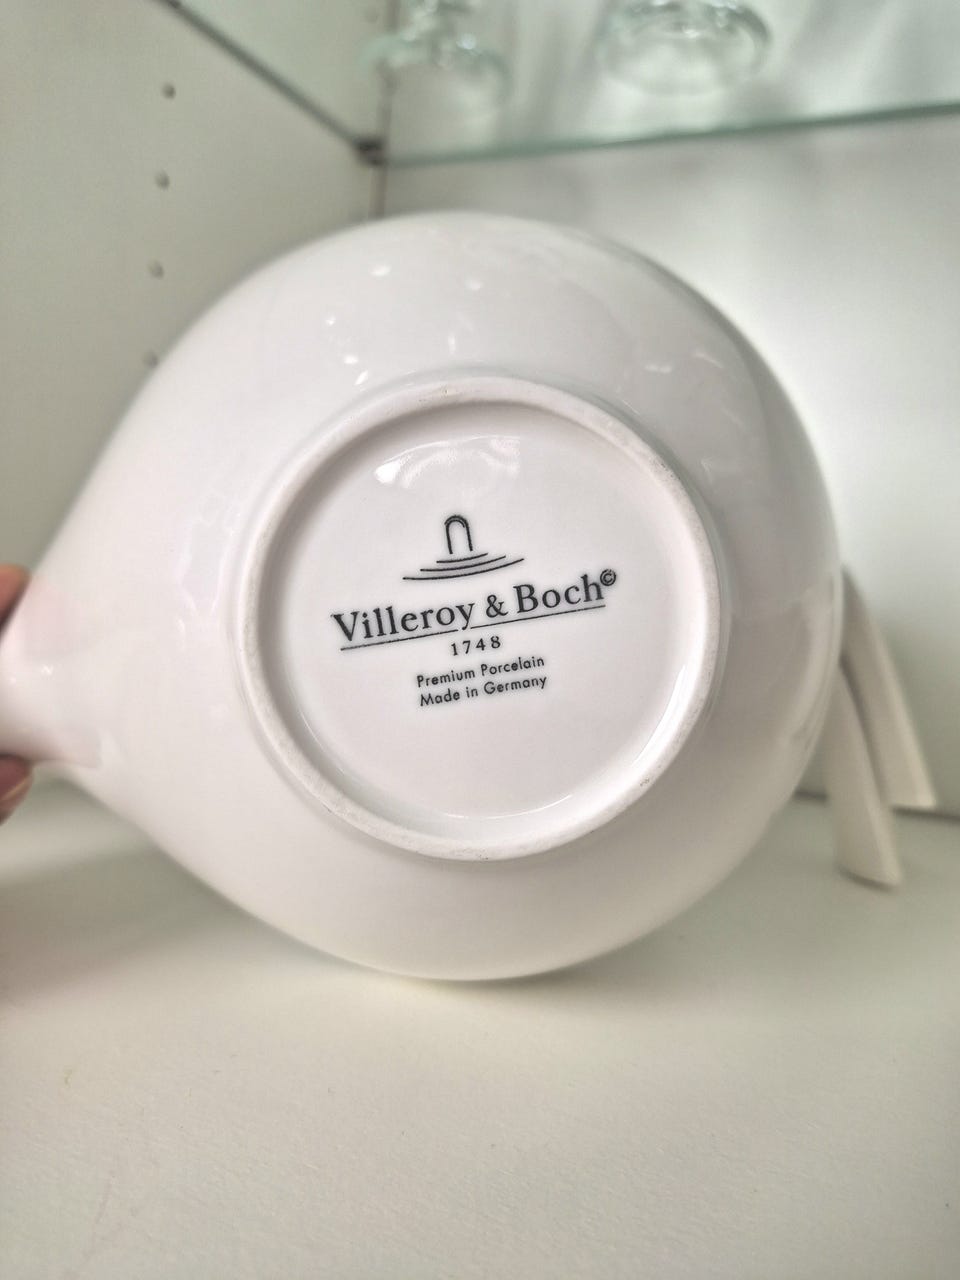 Villeroy & Boch©
1748
Premium Porcelain
Made in Germany